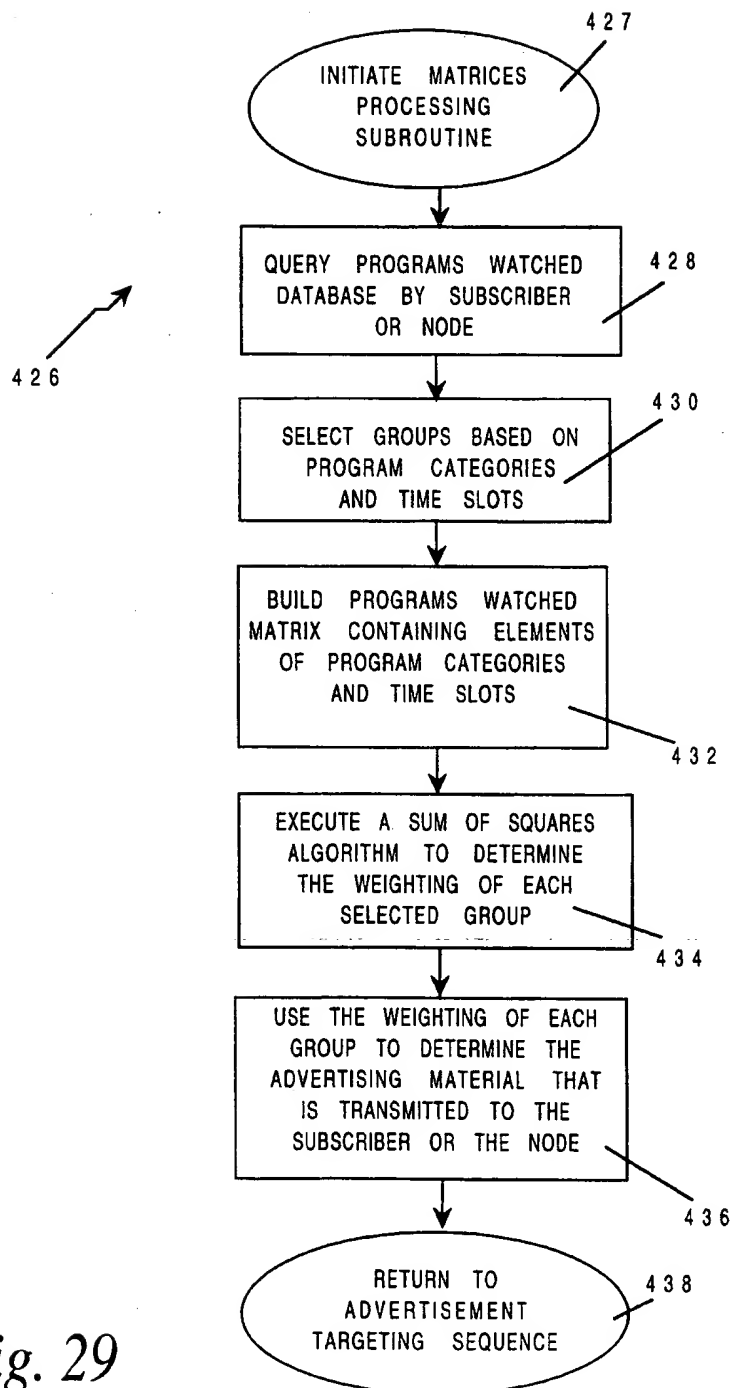 427
INITIATE MATRICES
PROCESSING
SUBROUTINE
QUERY PROGRAMS WATCHED
DATABASE BY SUBSCRIBER
OR NODE
428
426
SELECT GROUPS BASED ON
PROGRAM CATEGORIES
AND TIME SLOTS
430
BUILD PROGRAMS WATCHED
MATRIX CONTAINING ELEMENTS
OF PROGRAM CATEGORIES
AND TIME SLOTS
432
EXECUTE A SUM OF SQUARES
ALGORITHM TO DETERMINE
THE WEIGHTING OF EACH
SELECTED GROUP
434
USE THE WEIGHTING OF EACH
GROUP TO DETERMINE THE
ADVERTISING MATERIAL THAT
IS TRANSMITTED TO THE
SUBSCRIBER OR THE NODE
436
RETURN TO
ADVERTISEMENT
TARGETING SEQUENCE
438
ig. 29